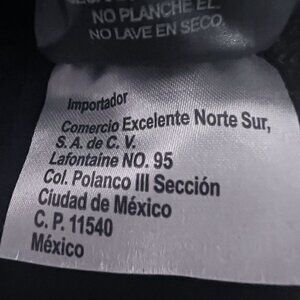 NO PLANCHE EL
NO LAVE EN SECO.
Importador
Comercio Excelente Norte Sur,
S. A. de C. V.
Lafontaine NO. 95
Col. Polanco III Sección
Ciudad de México
C. P. 11540
México